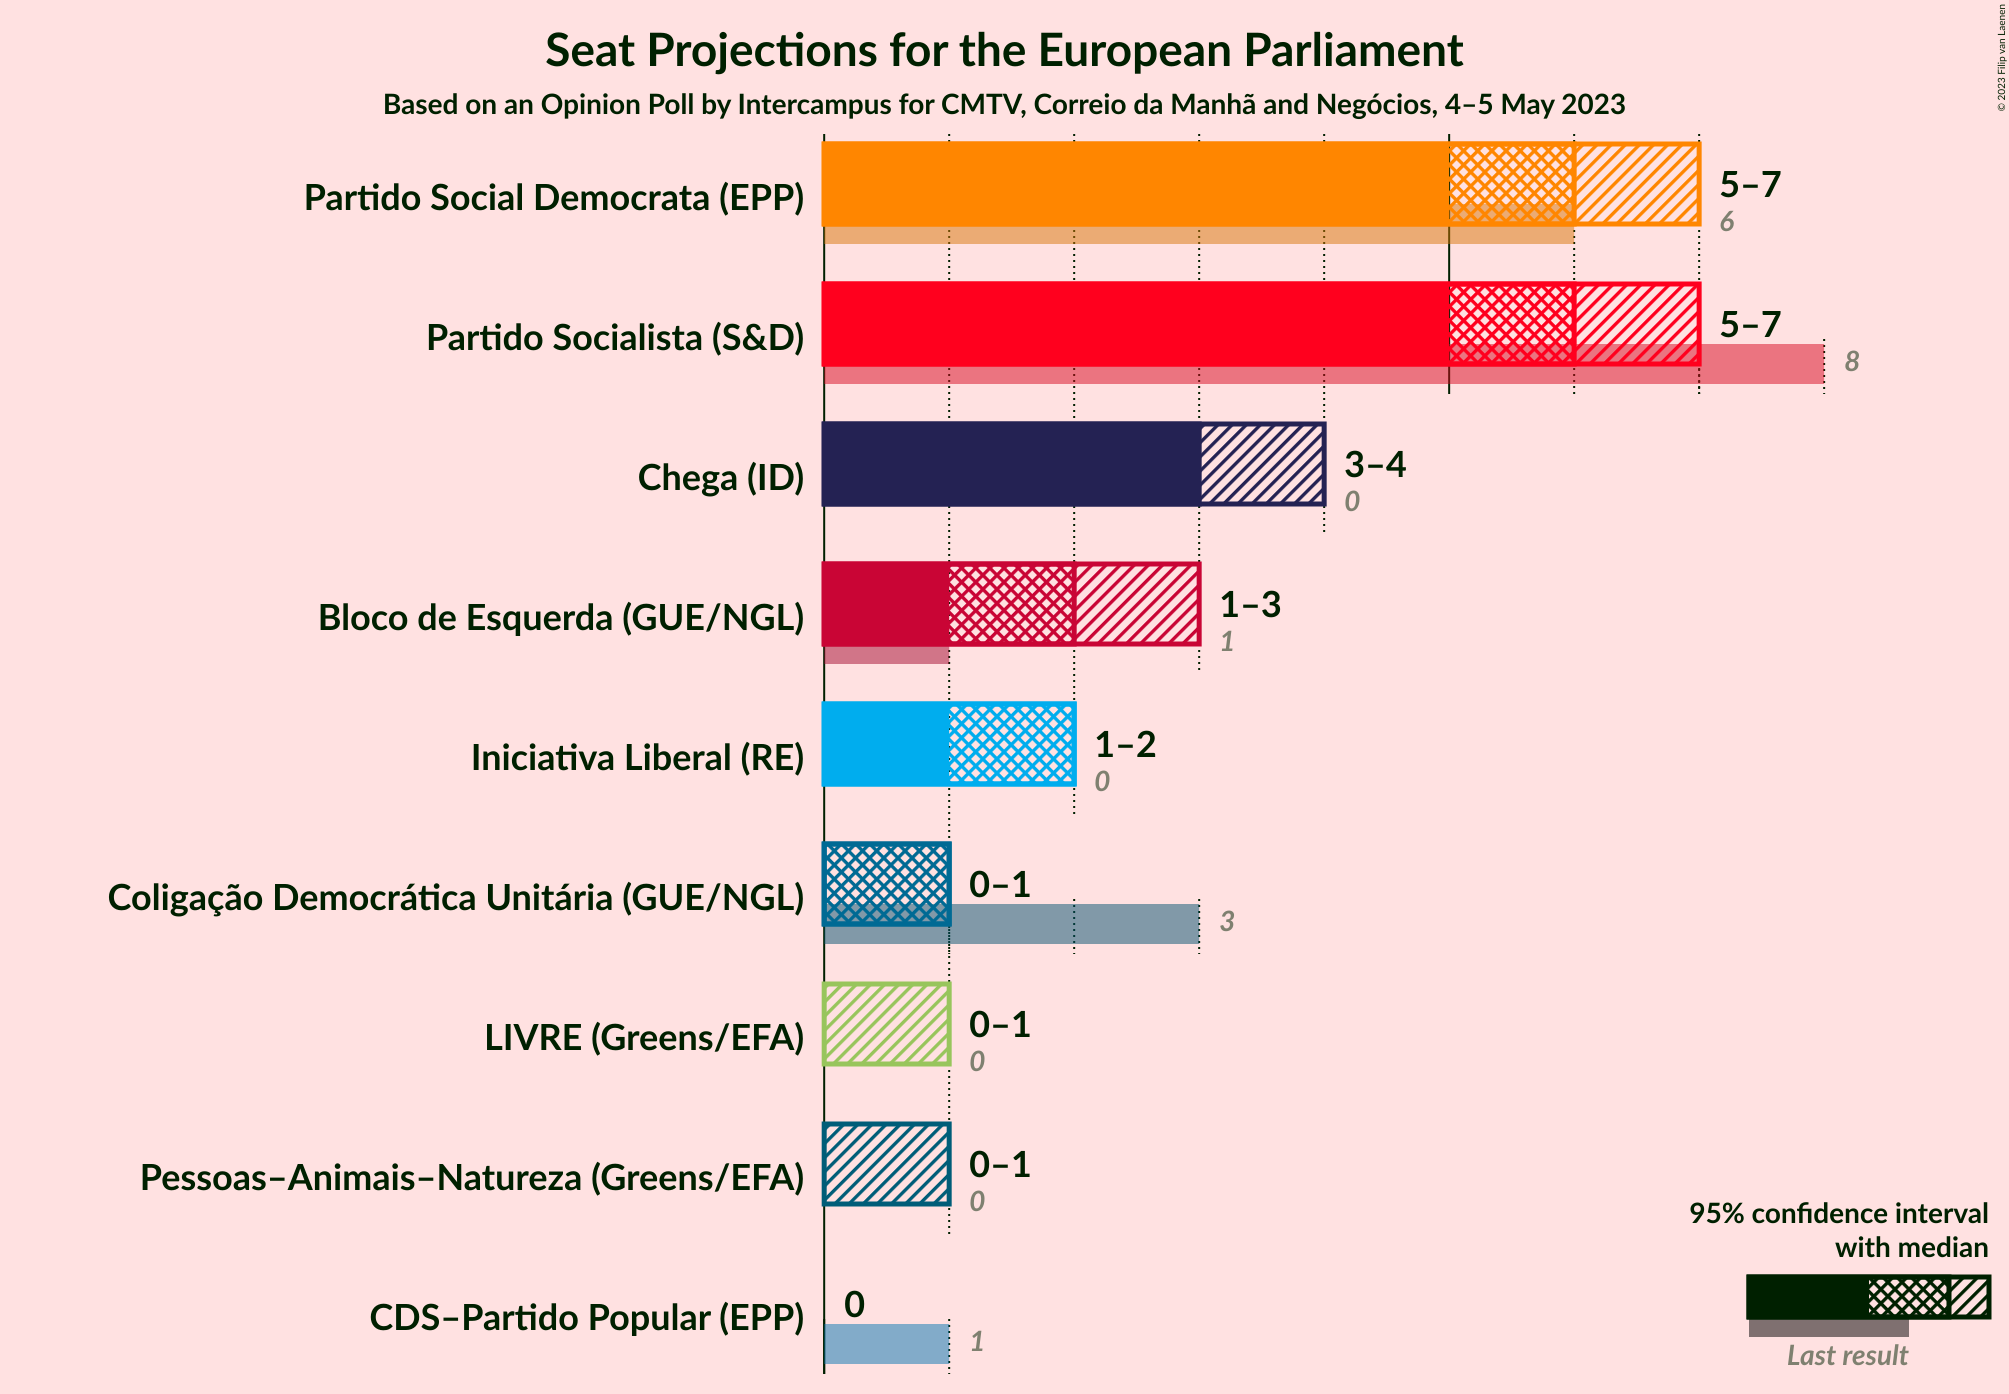 Seat Projections for the European Parliament
Based on an Opinion Poll by Intercampus for CMTV, Correio da Manhã and Negócios, 4–5 May 2023
© 2023 Filip van Laenen
Partido Social Democrata (EPP)
5–7
6
Partido Socialista (S&D)
5–7
8
Chega (ID)
3–4
0
Bloco de Esquerda (GUE/NGL)
1–3
1
Iniciativa Liberal (RE)
1–2
0
Coligação Democrática Unitária (GUE/NGL)
0–1
3
LIVRE (Greens/EFA)
0–1
0
Pessoas–Animais–Natureza (Greens/EFA)
0–1
0
CDS–Partido Popular (EPP)
0
1
95% confidence interval
with median
Last result